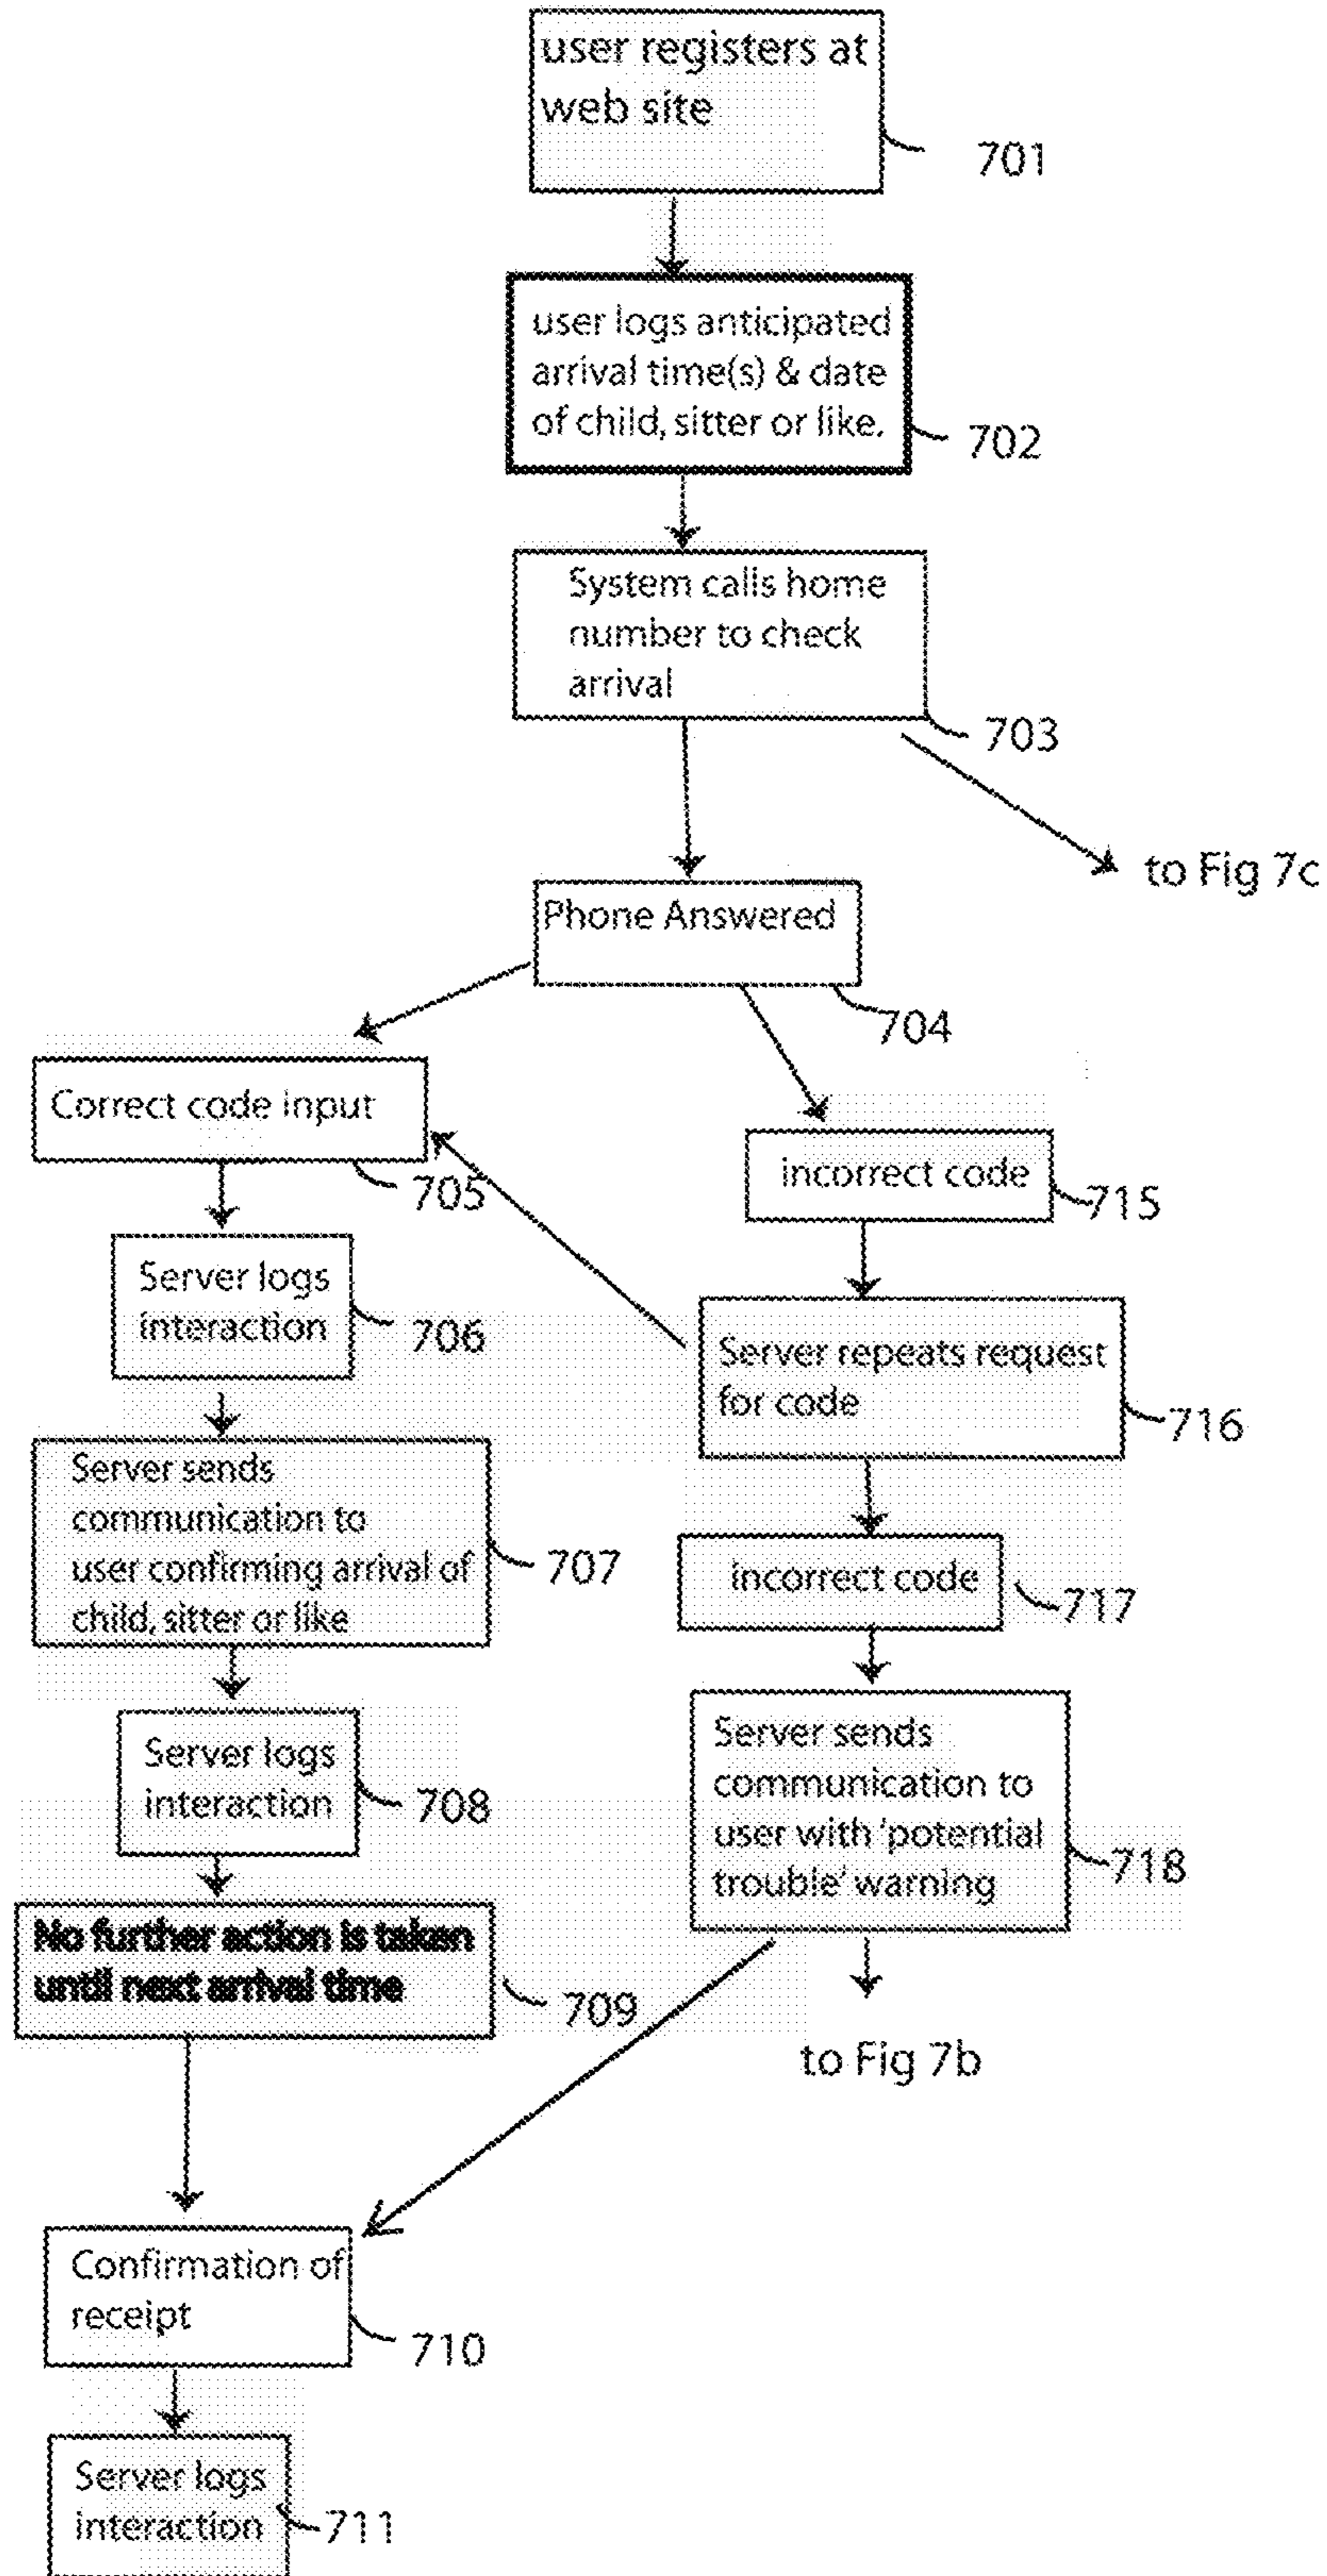 user registers at
web site
701
user logs anticipated
arrival time(s) & date
of child, sitter or like.
702
System calls home
number to check
arrival
703
to Fig 7c
Phone Answered
704
Correct code input
705
incorrect code
715
Server logs
interaction
706
Server repeats request
for code
716
Server sends
communication to
user confirming arrival of
child, sitter or like
707
incorrect code
717
Server logs
interaction
708
Server sends
communication to
user with 'potential
trouble' warning
718
No further action is taken
until next arrival time
709
to Fig 7b
Confirmation of
receipt
710
Server logs
interaction
711